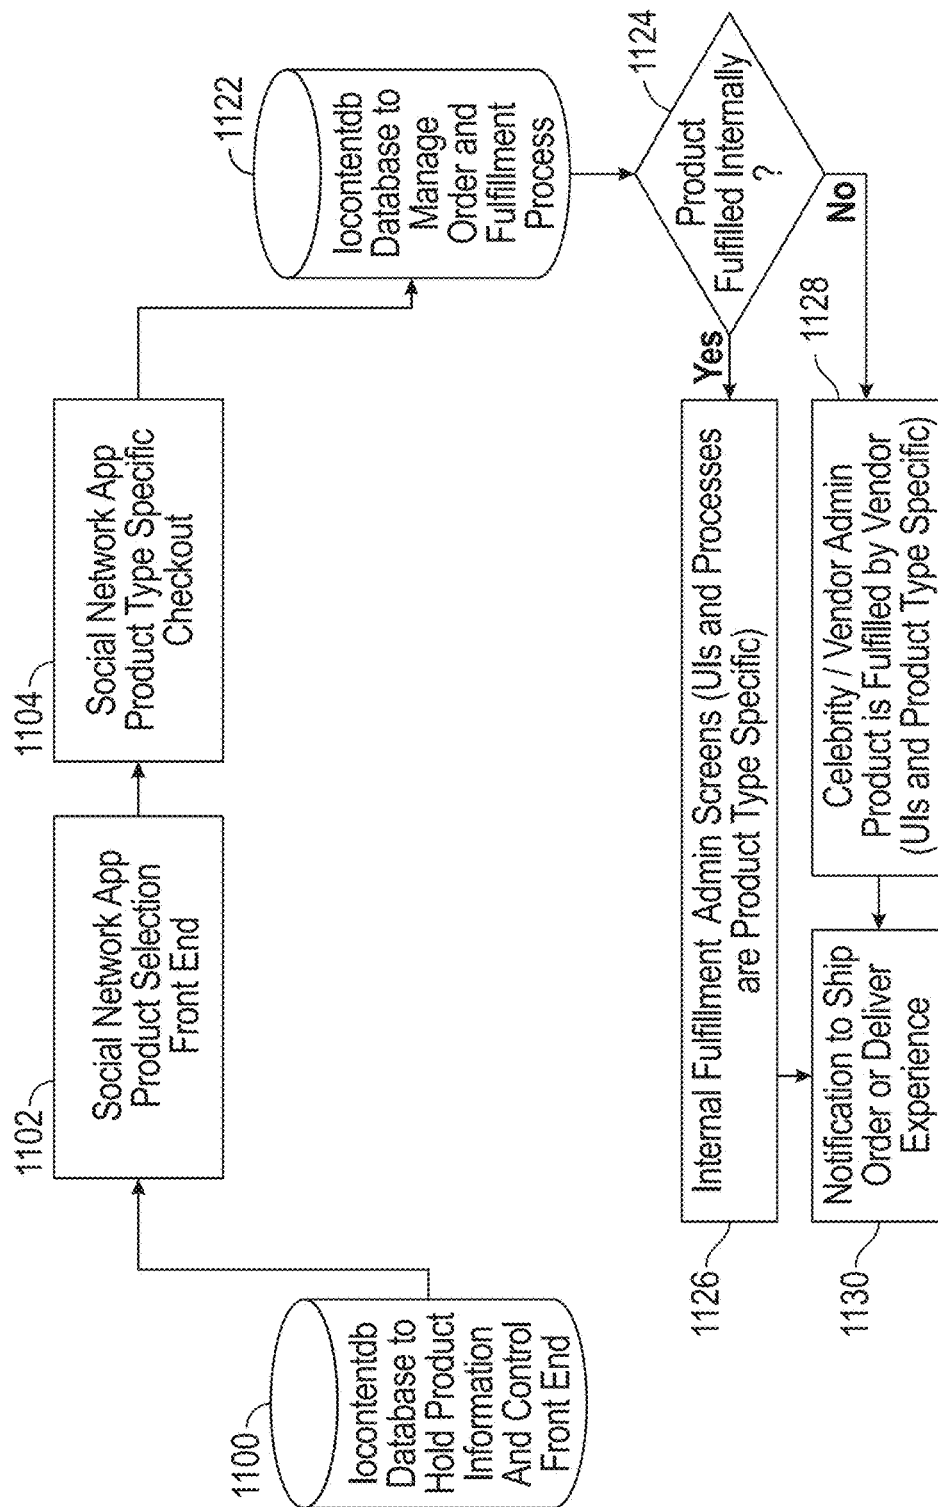 1100
locontentdb
Database to
Hold Product
Information
And Control
Front End
1102
Social Network App
Product Selection
Front End
1104
Social Network App
Product Type Specific
Checkout
1122
locontentdb
Database to
Manage
Order and
Fulfillment
Process
1124
Product
Fulfilled Internally
?
Yes
No
1126
Internal Fulfillment Admin Screens (UIs and Processes
are Product Type Specific)
1128
Celebrity / Vendor Admin
Product is Fulfilled by Vendor
(UIs and Product Type Specific)
1130
Notification to Ship
Order or Deliver
Experience